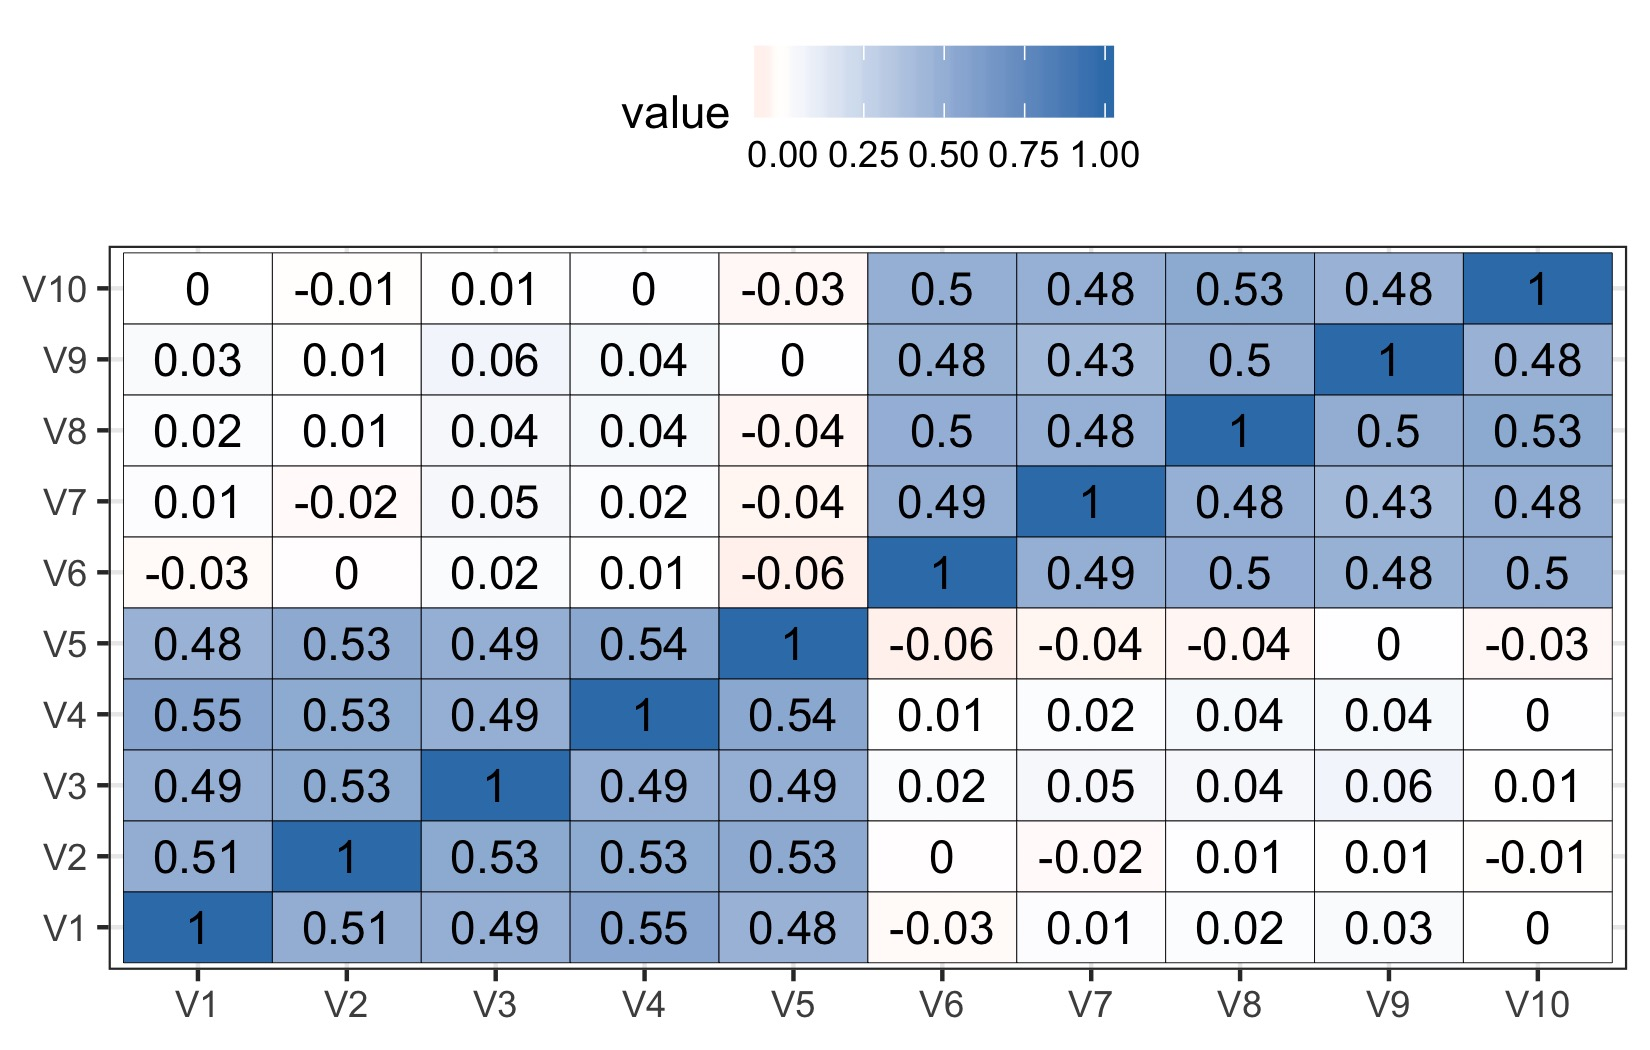 value
0.00 0.25 0.50 0.75 1.00
V10 0 -0.01 0.01 0 -0.03 0.5 0.48 0.53 0.48 1
V9 0.03 0.01 0.06 0.04 0 0.48 0.43 0.5 1 0.48
V8 0.02 0.01 0.04 0.04 -0.04 0.5 0.48 1 0.5 0.53
V7 0.01 -0.02 0.05 0.02 -0.04 0.49 1 0.48 0.43 0.48
V6 -0.03 0 0.02 0.01 -0.06 1 0.49 0.5 0.48 0.5
V5 0.48 0.53 0.49 0.54 1 -0.06 -0.04 -0.04 0 -0.03
V4 0.55 0.53 0.49 1 0.54 0.01 0.02 0.04 0.04 0
V3 0.49 0.53 1 0.49 0.49 0.02 0.05 0.04 0.06 0.01
V2 0.51 1 0.53 0.53 0.53 0 -0.02 0.01 0.01 -0.01
V1 1 0.51 0.49 0.55 0.48 -0.03 0.01 0.02 0.03 0
V1 V2 V3 V4 V5 V6 V7 V8 V9 V10